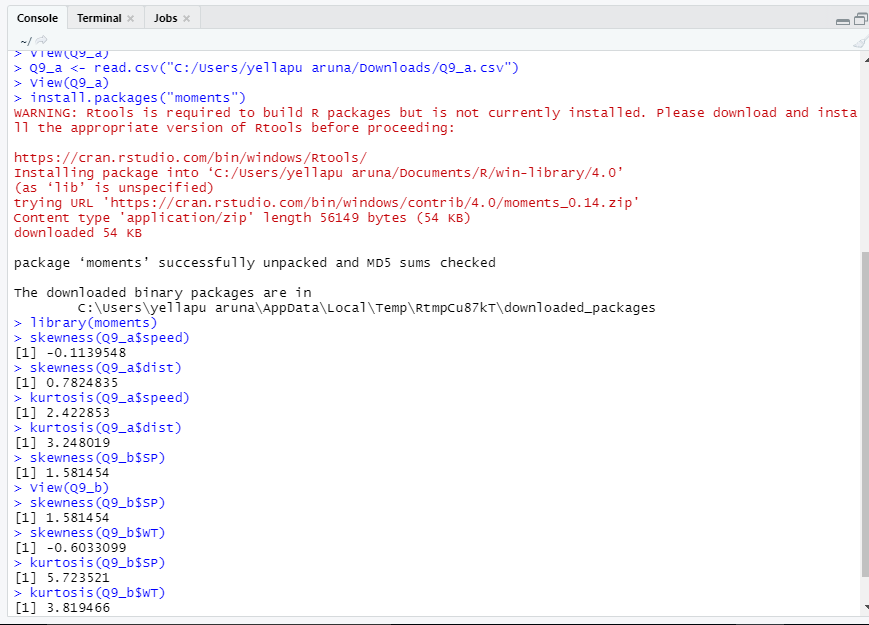 Console Terminal × Jobs ×
~/
> View(Q9_a)
> Q9_a <- read.csv("C:/Users/yellapu aruna/Downloads/Q9_a.csv")
> View(Q9_a)
> install.packages("moments")
WARNING: Rtools is required to build R packages but is not currently installed. Please download and insta
ll the appropriate version of Rtools before proceeding:
https://cran.rstudio.com/bin/windows/Rtools/
Installing package into ‘C:/Users/yellapu aruna/Documents/R/win-library/4.0’
(as ‘lib’ is unspecified)
trying URL 'https://cran.rstudio.com/bin/windows/contrib/4.0/moments_0.14.zip'
Content type 'application/zip' length 56149 bytes (54 KB)
downloaded 54 KB
package ‘moments’ successfully unpacked and MD5 sums checked
The downloaded binary packages are in
C:\Users\yellapu aruna\AppData\Local\Temp\RtmpCu87kT\downloaded_packages
> library(moments)
> skewness(Q9_a$speed)
[1] -0.1139548
> skewness(Q9_a$dist)
[1] 0.7824835
> kurtosis(Q9_a$speed)
[1] 2.422853
> kurtosis(Q9_a$dist)
[1] 3.248019
> skewness(Q9_b$SP)
[1] 1.581454
> View(Q9_b)
> skewness(Q9_b$SP)
[1] 1.581454
> skewness(Q9_b$WT)
[1] -0.6033099
> kurtosis(Q9_b$SP)
[1] 5.723521
> kurtosis(Q9_b$WT)
[1] 3.819466